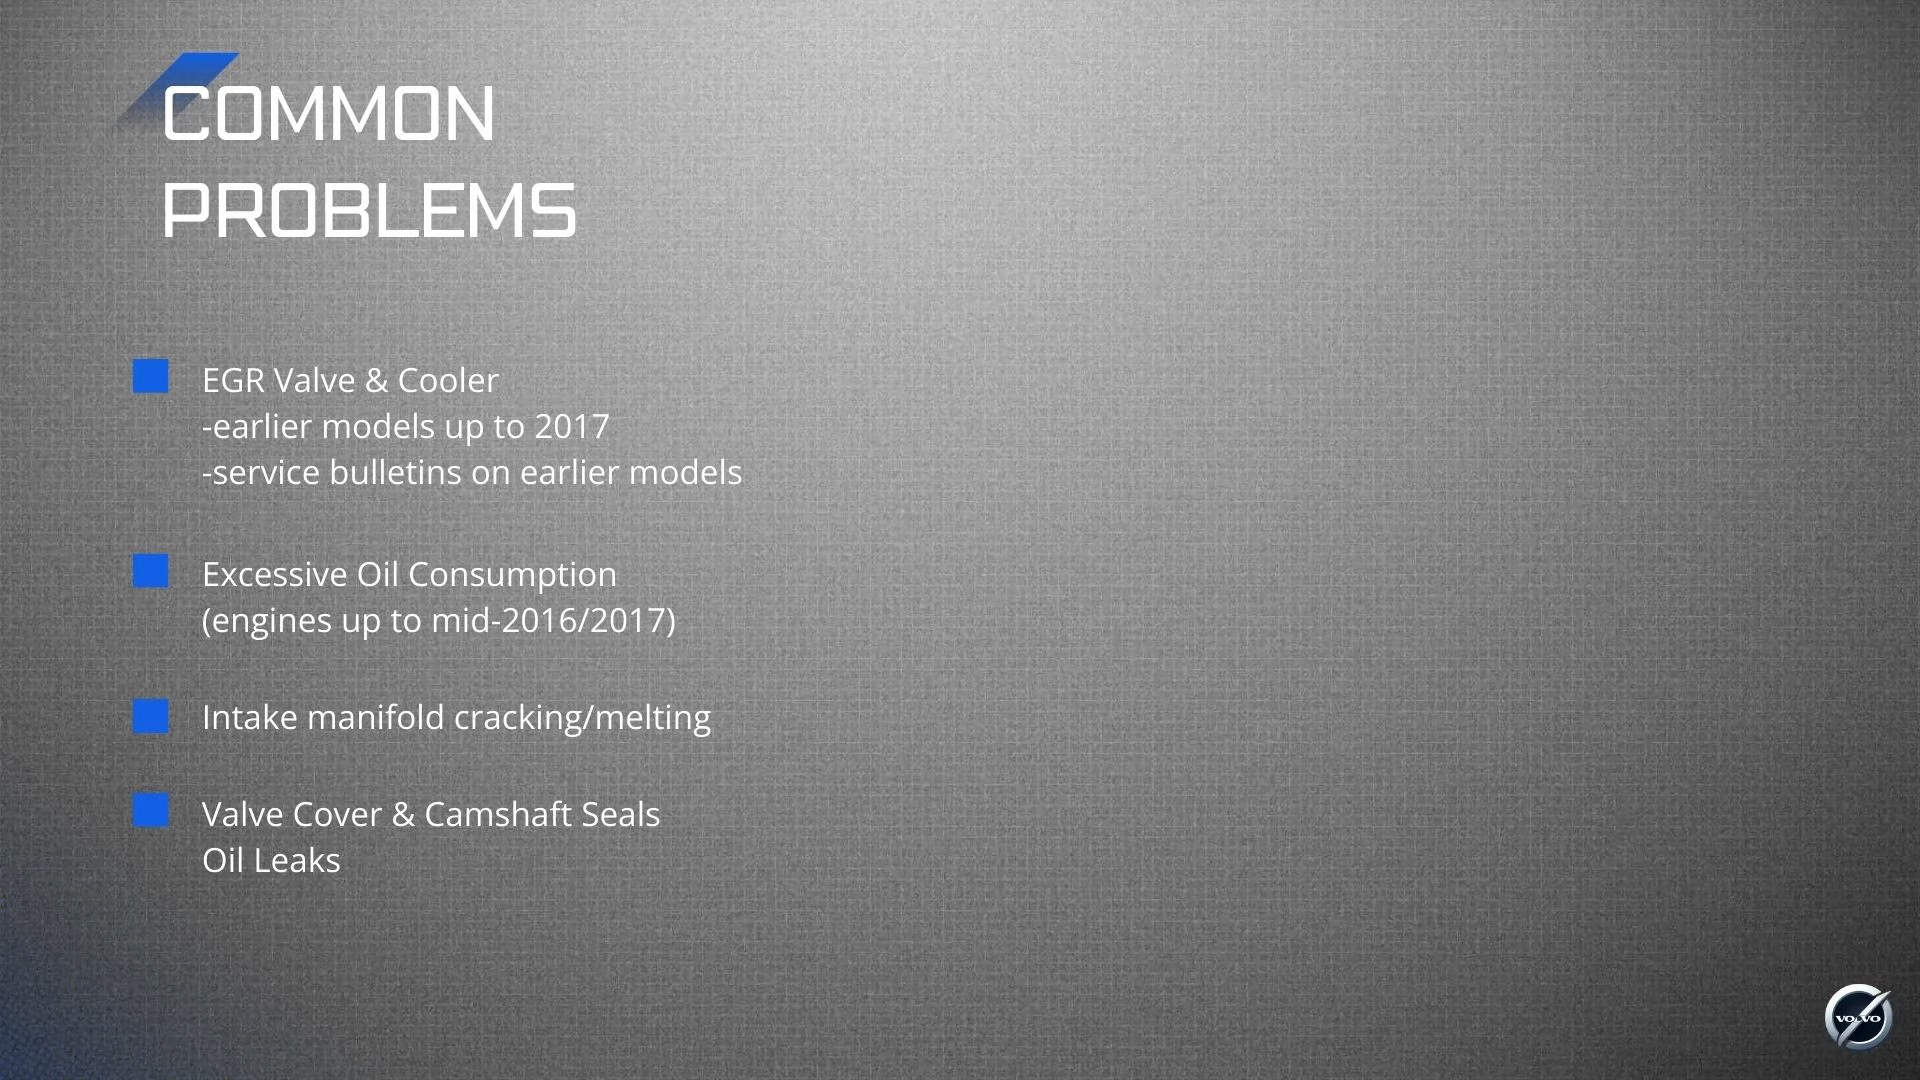 COMMON
PROBLEMS
EGR Valve & Cooler
-earlier models up to 2017
-service bulletins on earlier models
Excessive Oil Consumption
(engines up to mid-2016/2017)
Intake manifold cracking/melting
Valve Cover & Camshaft Seals
Oil Leaks
VOLVO